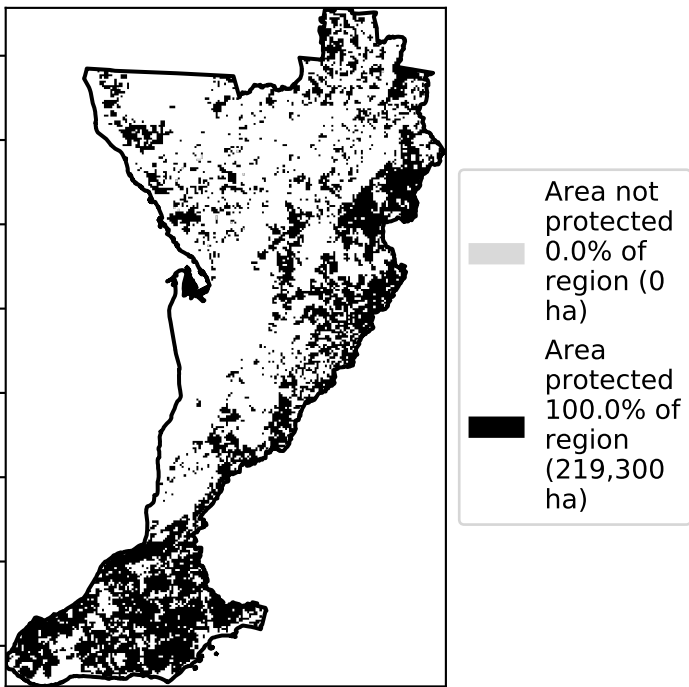 Area not
protected
0.0% of
region (0
ha)
Area
protected
100.0% of
region
(219,300
ha)